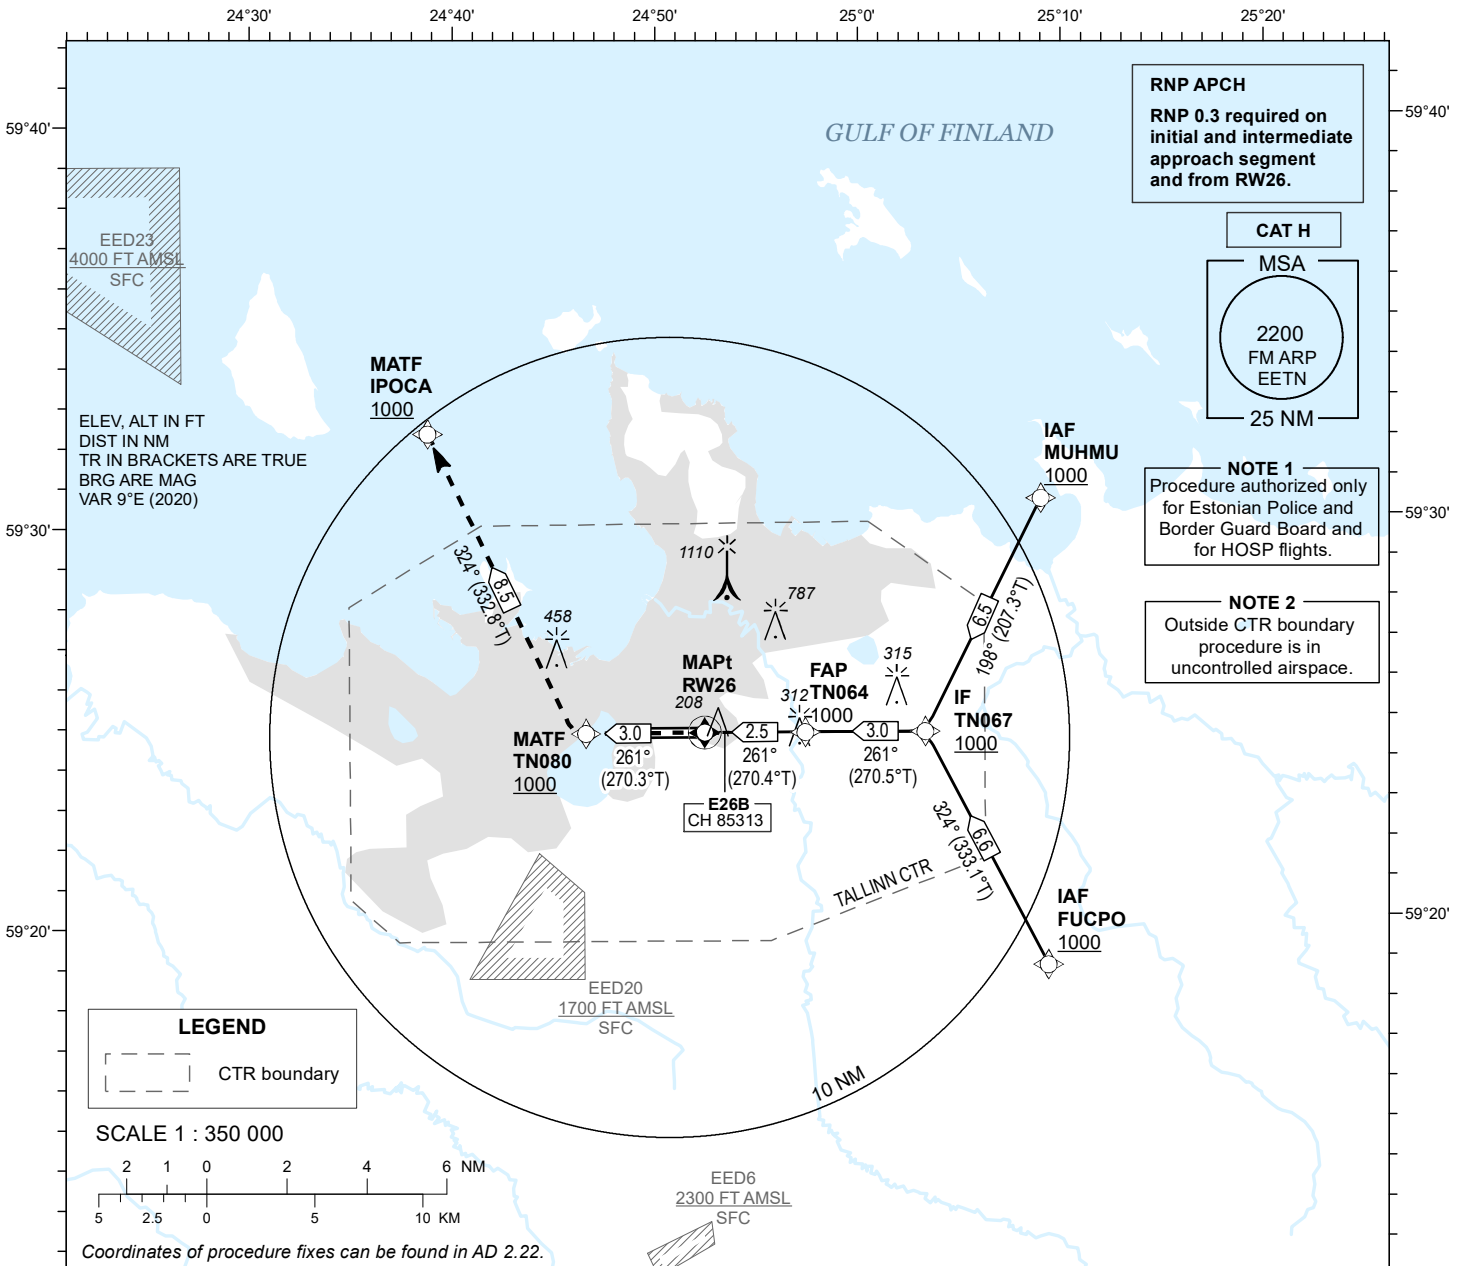 24°30'
24°40'
24°50'
25°0'
25°10'
25°20'
59°40'
59°30'
59°20'
59°40'
59°30'
59°20'
GULF OF FINLAND
RNP APCH
RNP 0.3 required on
initial and intermediate
approach segment
and from RW26.
CAT H
MSA
2200
FM ARP
EETN
25 NM
EED23
4000 FT AMSL
SFC
MATF
IPOCA
1000
ELEV, ALT IN FT
DIST IN NM
TR IN BRACKETS ARE TRUE
BRG ARE MAG
VAR 9°E (2020)
IAF
MUHMU
1000
NOTE 1
Procedure authorized only
for Estonian Police and
Border Guard Board and
for HOSP flights.
NOTE 2
Outside CTR boundary
procedure is in
uncontrolled airspace.
1110
787
458
315
312
208
8.5
324° (332.8°T)
6.5
198° (207.3°T)
MAPt
RW26
FAP
TN064
1000
IF
TN067
1000
MATF
TN080
1000
3.0
261°
(270.3°T)
2.5
261°
(270.4°T)
3.0
261°
(270.5°T)
E26B
CH 85313
6.6
324° (333.1°T)
TALLINN CTR
IAF
FUCPO
1000
EED20
1700 FT AMSL
SFC
10 NM
LEGEND
CTR boundary
SCALE 1 : 350 000
2 1 0 2 4 6 NM
5 2.5 0 5 10 KM
EED6
2300 FT AMSL
SFC
Coordinates of procedure fixes can be found in AD 2.22.